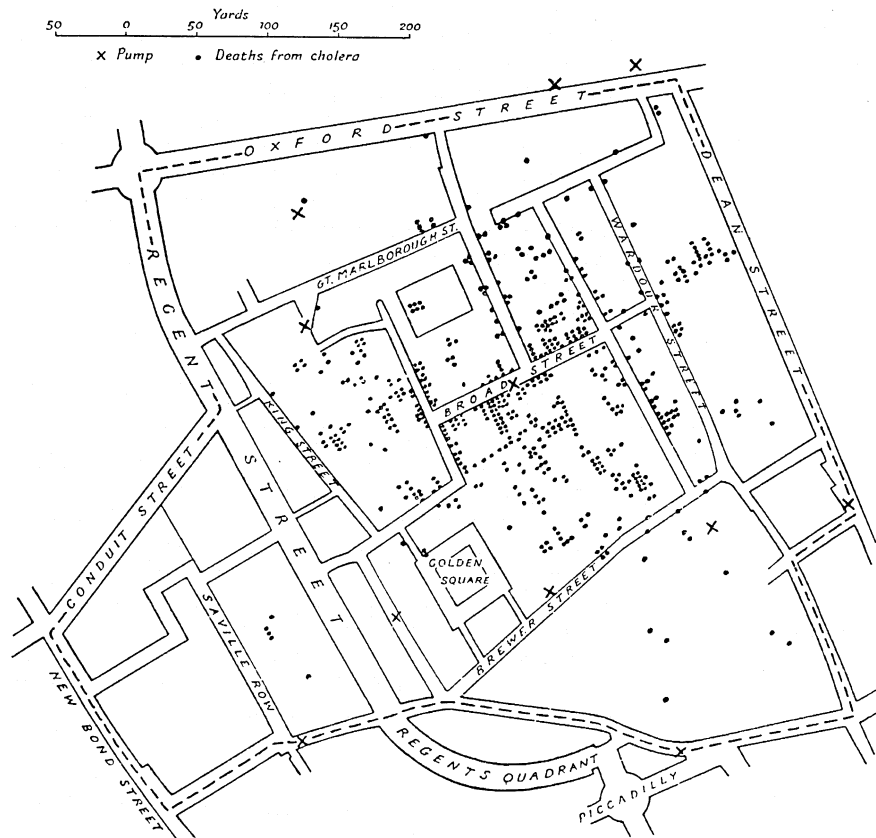 Yards
50 0 50 100 150 200
× Pump • Deaths from cholera
OXFORD STREET
DEAN STREET
REGENT STREET
WARDOUR STREET
GT. MARLBOROUGH ST.
BROAD STREET
KING STREET
CONDUIT STREET
GOLDEN
SQUARE
SAVILLE ROW
BREWER STREET
NEW BOND STREET
REGENTS QUADRANT
PICCADILLY